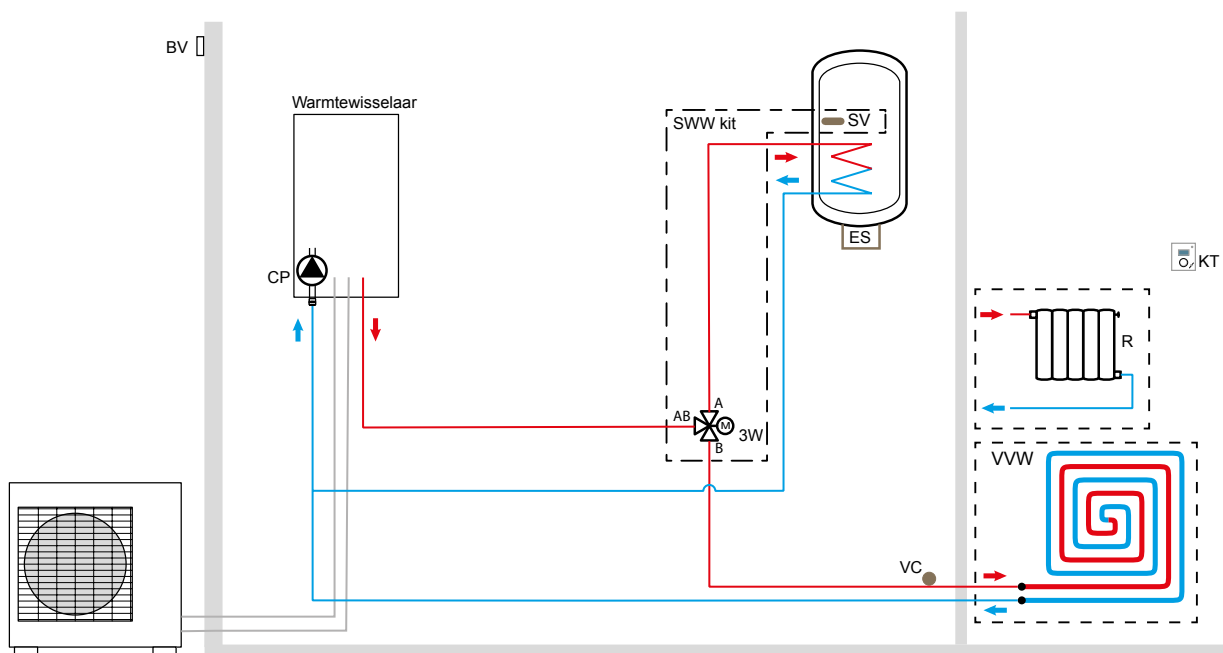 BV
Warmtewisselaar
SWW kit
SV
ES
CP
KT
R
A
AB
M
3W
B
VVW
VC